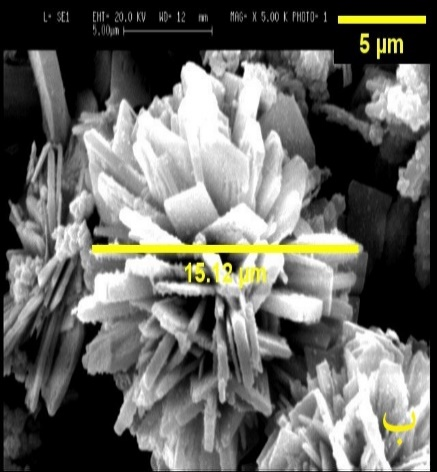 L= SE1 EHT= 20.0 KV WD= 12 mm MAG= X 5.00 K PHOTO= 1
5.00μm
5 μm
15.12 μm
ب